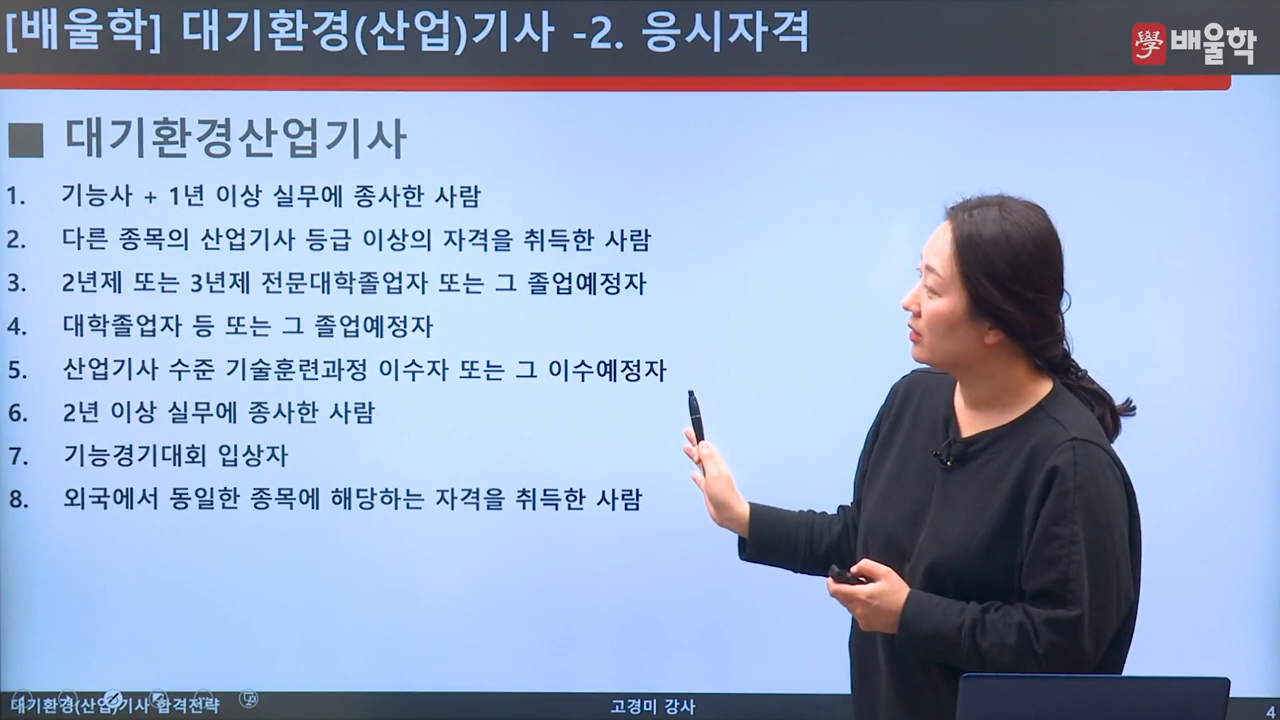 [배울학] 대기환경(산업)기사 -2. 응시자격
學 배울학
■ 대기환경산업기사
1. 기능사 + 1년 이상 실무에 종사한 사람
2. 다른 종목의 산업기사 등급 이상의 자격을 취득한 사람
3. 2년제 또는 3년제 전문대학졸업자 또는 그 졸업예정자
4. 대학졸업자 등 또는 그 졸업예정자
5. 산업기사 수준 기술훈련과정 이수자 또는 그 이수예정자
6. 2년 이상 실무에 종사한 사람
7. 기능경기대회 입상자
8. 외국에서 동일한 종목에 해당하는 자격을 취득한 사람
대기환경(산업)기사 합격전략
고경미 강사
4